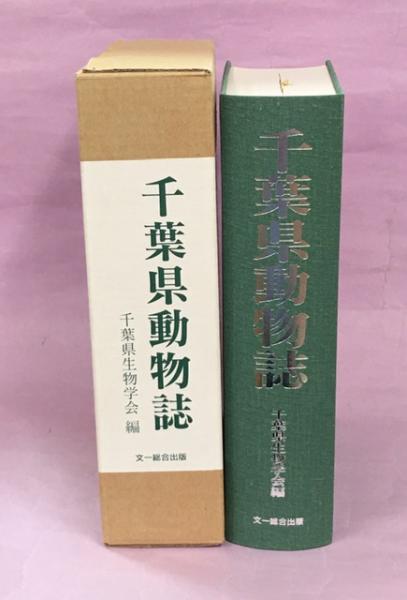 千葉県動物誌
千葉県生物学会 編
文一総合出版
千葉県動物誌
千葉県生物学会編
文一総合出版